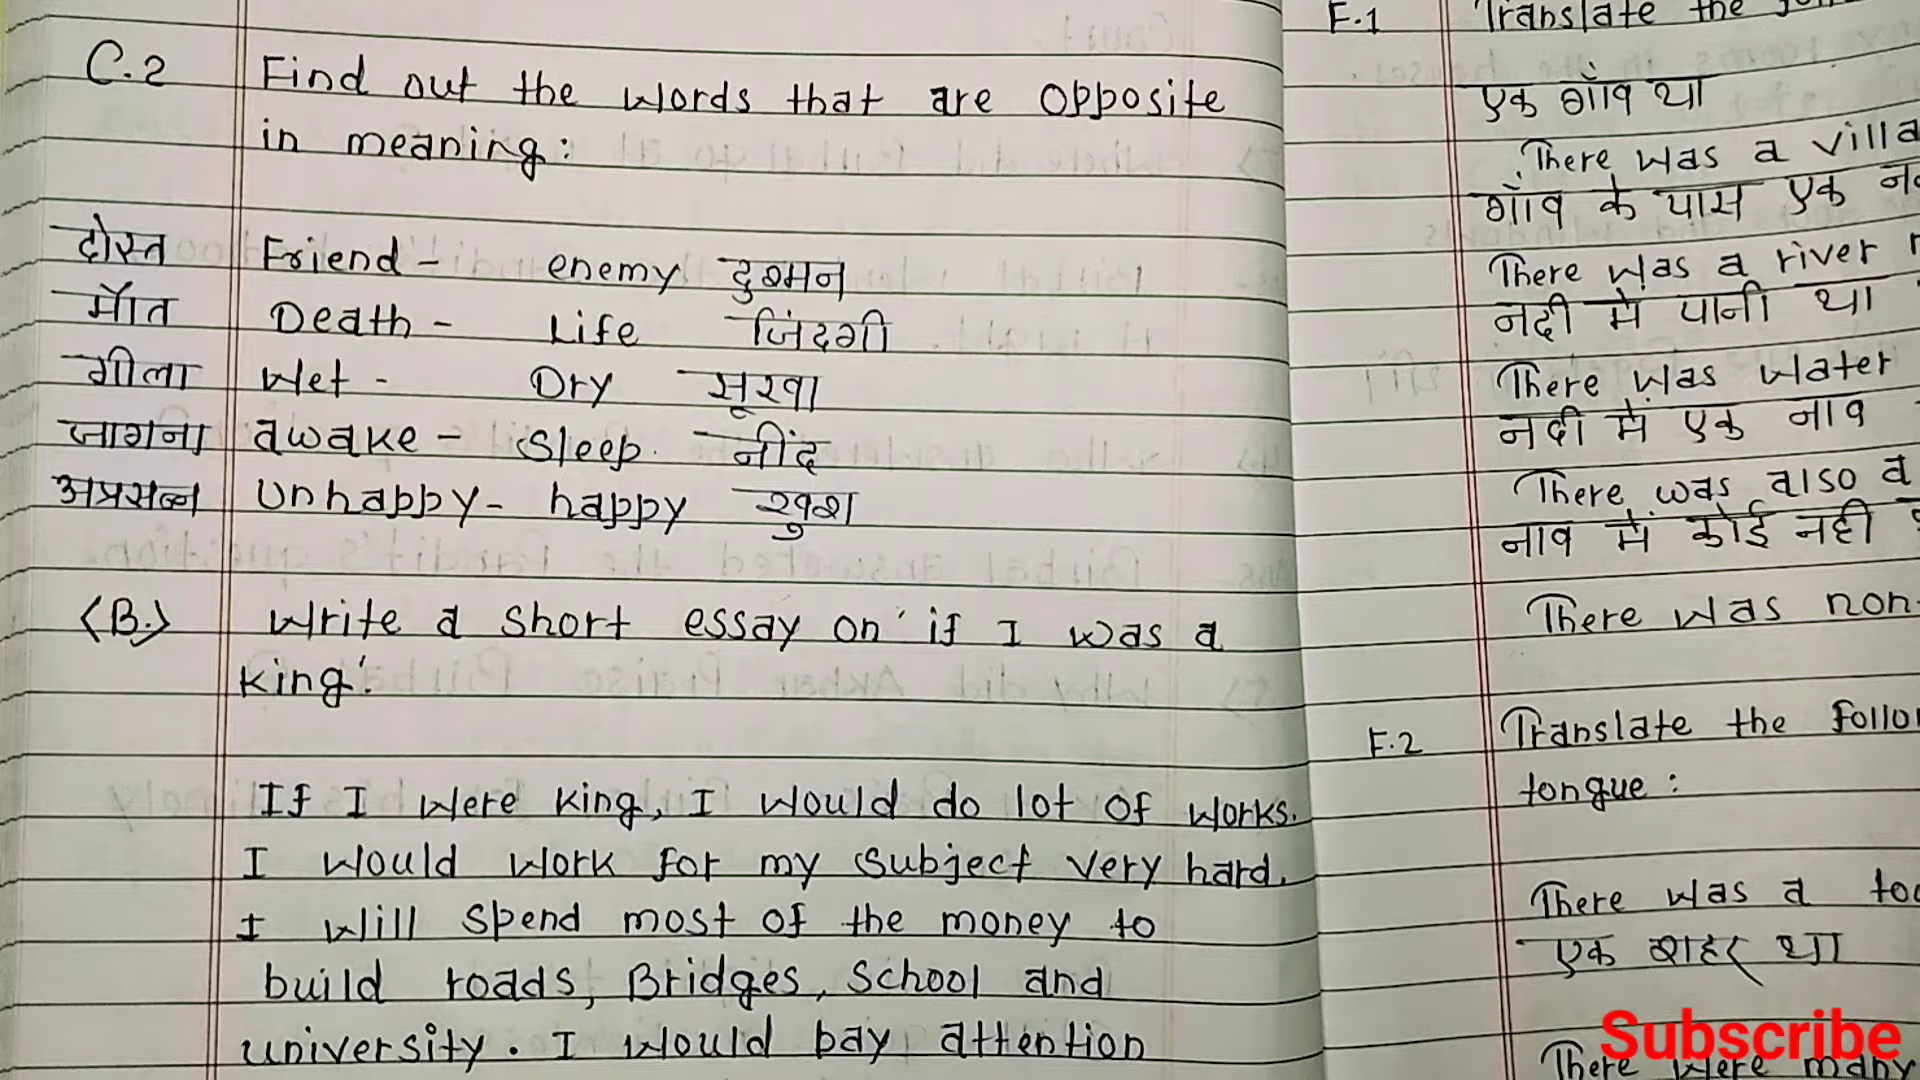 C.2 Find out the words that are opposite
in meaning:
दोस्त Friend - enemy दुश्मन
मौत Death - Life जिंदगी
गीला Wet - Dry सूखा
जागना awake - Sleep. नींद
अप्रसन्न Unhappy - happy खुश
(B.) Write a short essay on 'if I was a
king'
If I were king, I would do lot of works.
I would work for my subject very hard.
I will spend most of the money to
build roads, Bridges, School and
university. I would bay attention
F.1 Translate the
एक गाँव था
There was a villa
गाँव के पास एक
There was a river
नदी में पानी था
There was water
नदी में एक नाव
There was also a
नाव में कोई नही
There was non-
F.2 Translate the follo
tongue:
There was a to
एक शहर था
There were many
Subscribe